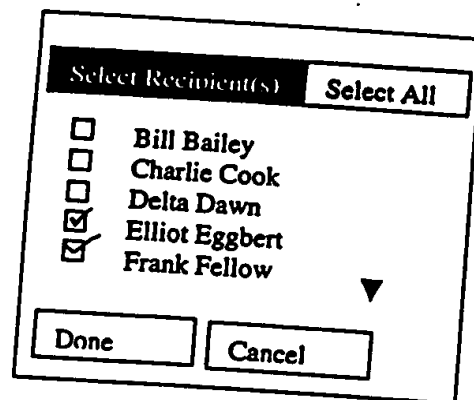 Select Recipient(s) Select All
Bill Bailey
Charlie Cook
Delta Dawn
Elliot Eggbert
Frank Fellow
Done Cancel